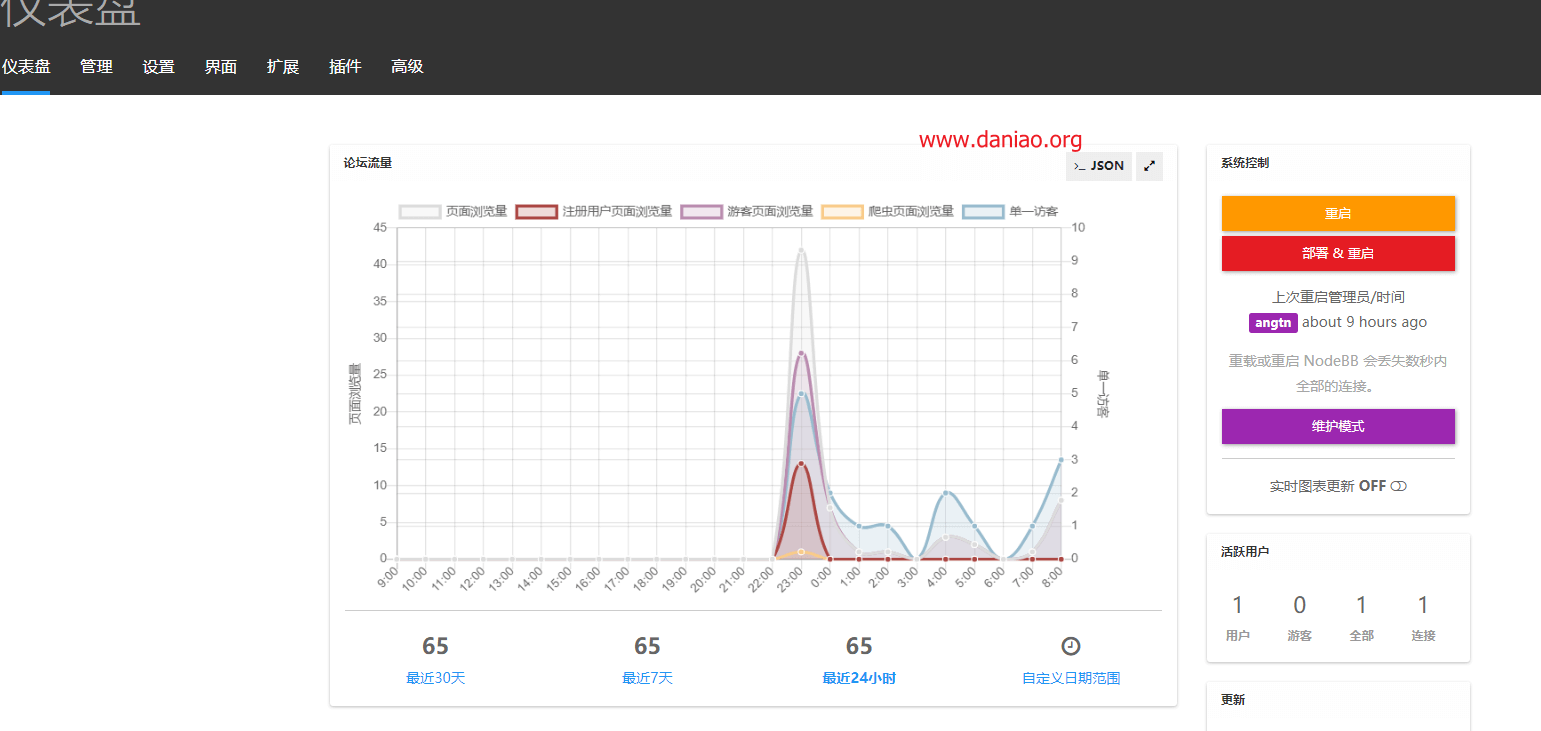 仪表盘
仪表盘 管理 设置 界面 扩展 插件 高级
www.daniao.org
论坛流量
>_ JSON
页面浏览量 注册用户页面浏览量 游客页面浏览量 爬虫页面浏览量 单一访客
45 10
40 9
35 8
30 7
25 6
20 5
15 4
10 3
5 2
0 1
0
页面浏览量
单一访客
9:00 10:00 11:00 12:00 13:00 14:00 15:00 16:00 17:00 18:00 19:00 20:00 21:00 22:00 23:00 0:00 1:00 2:00 3:00 4:00 5:00 6:00 7:00 8:00
65 65 65
最近30天 最近7天 最近24小时 自定义日期范围
系统控制
重启
部署 & 重启
上次重启管理员/时间
angtn about 9 hours ago
重载或重启 NodeBB 会丢失数秒内
全部的连接。
维护模式
实时图表更新 OFF
活跃用户
1 0 1 1
用户 游客 全部 连接
更新